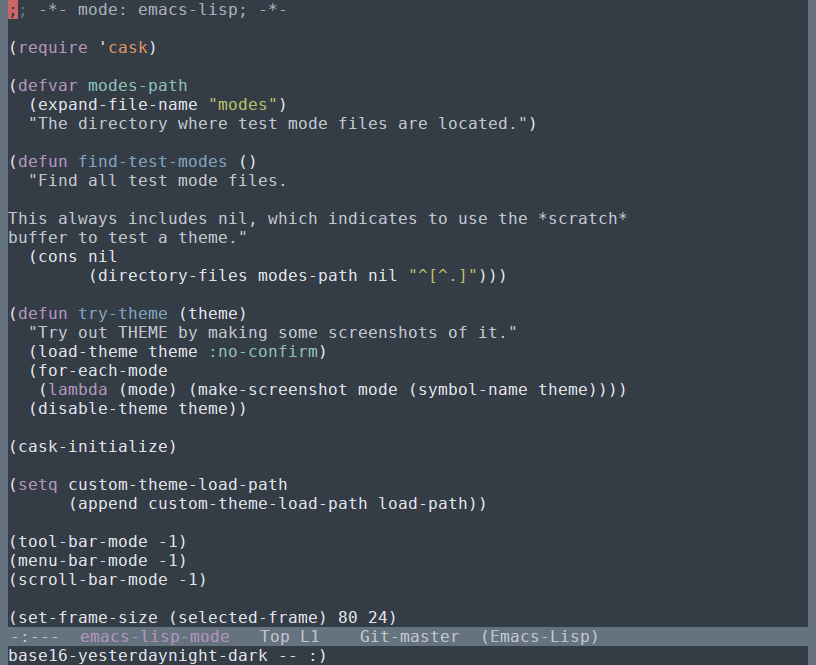 ;; -*- mode: emacs-lisp; -*-

(require 'cask)

(defvar modes-path
  (expand-file-name "modes")
  "The directory where test mode files are located.")

(defun find-test-modes ()
  "Find all test mode files.

This always includes nil, which indicates to use the *scratch*
buffer to test a theme."
  (cons nil
        (directory-files modes-path nil "^[^.]")))

(defun try-theme (theme)
  "Try out THEME by making some screenshots of it."
  (load-theme theme :no-confirm)
  (for-each-mode
   (lambda (mode) (make-screenshot mode (symbol-name theme))))
  (disable-theme theme))

(cask-initialize)

(setq custom-theme-load-path
      (append custom-theme-load-path load-path))

(tool-bar-mode -1)
(menu-bar-mode -1)
(scroll-bar-mode -1)

(set-frame-size (selected-frame) 80 24)
-:---  emacs-lisp-mode   Top L1    Git-master  (Emacs-Lisp)
base16-yesterdaynight-dark -- :)